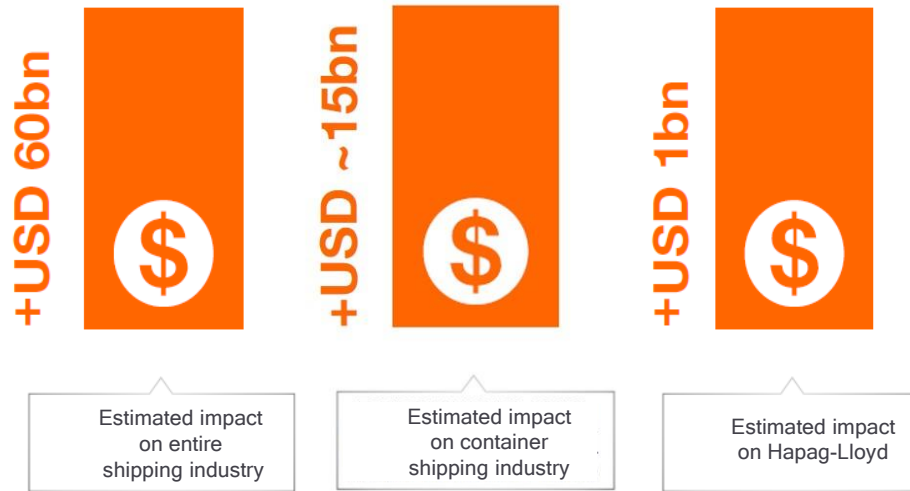 +USD 60bn
$
Estimated impact
on entire
shipping industry
+USD ~15bn
$
Estimated impact
on container
shipping industry
+USD 1bn
$
Estimated impact
on Hapag-Lloyd